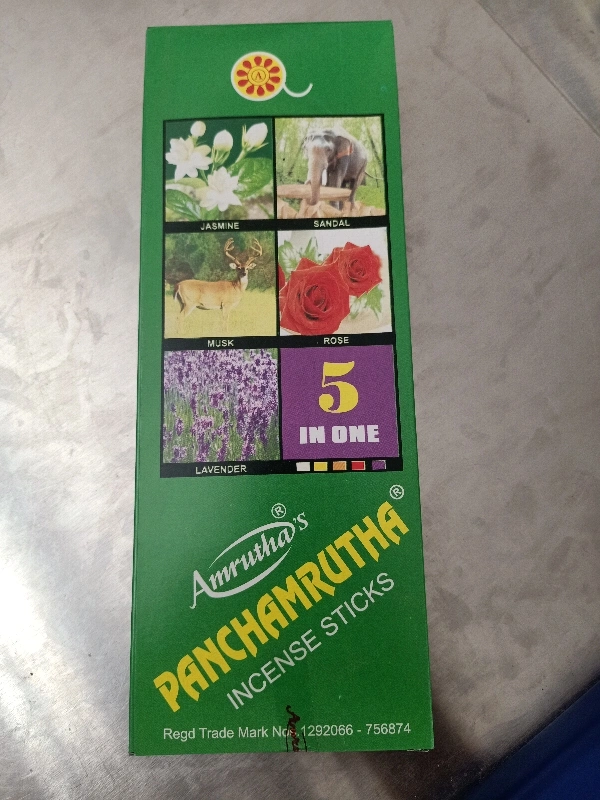 A
JASMINE
SANDAL
MUSK
ROSE
LAVENDER
5
IN ONE
Amrutha's®
PANCHAMRUTHA®
INCENSE STICKS
Regd Trade Mark No. 1292066 - 756874